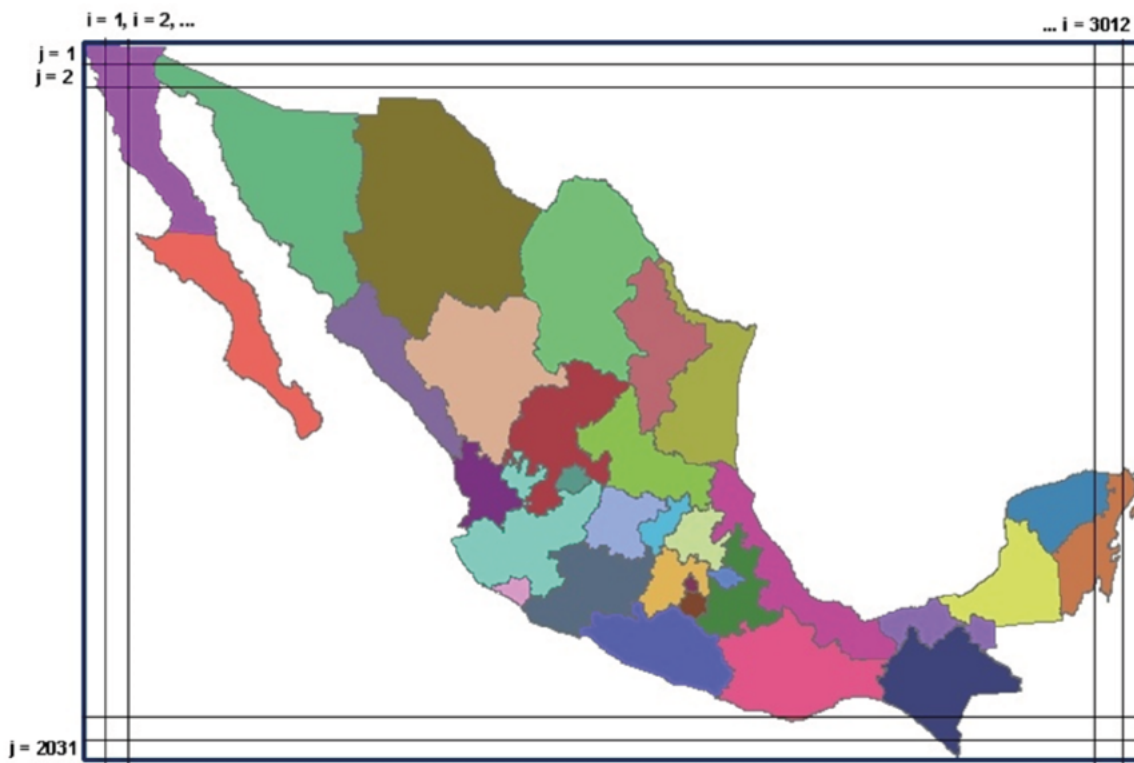 i = 1, i = 2, ...
... i = 3012
j = 1
j = 2
j = 2031